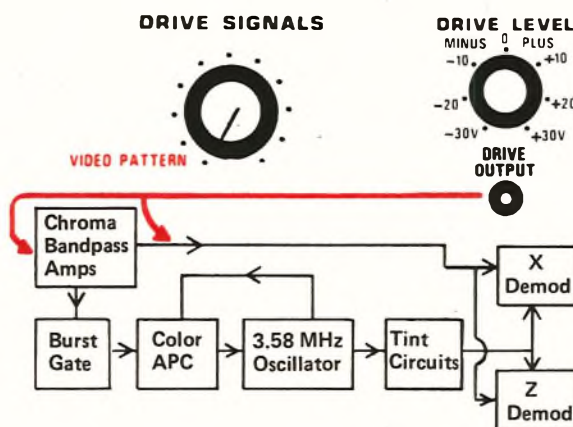 DRIVE SIGNALS
DRIVE LEVEL
MINUS 0 PLUS
-10 +10
-20 +20
-30V +30V
VIDEO PATTERN
DRIVE
OUTPUT
Chroma
Bandpass
Amps
X
Demod
Burst
Gate
Color
APC
3.58 MHz
Oscillator
Tint
Circuits
Z
Demod